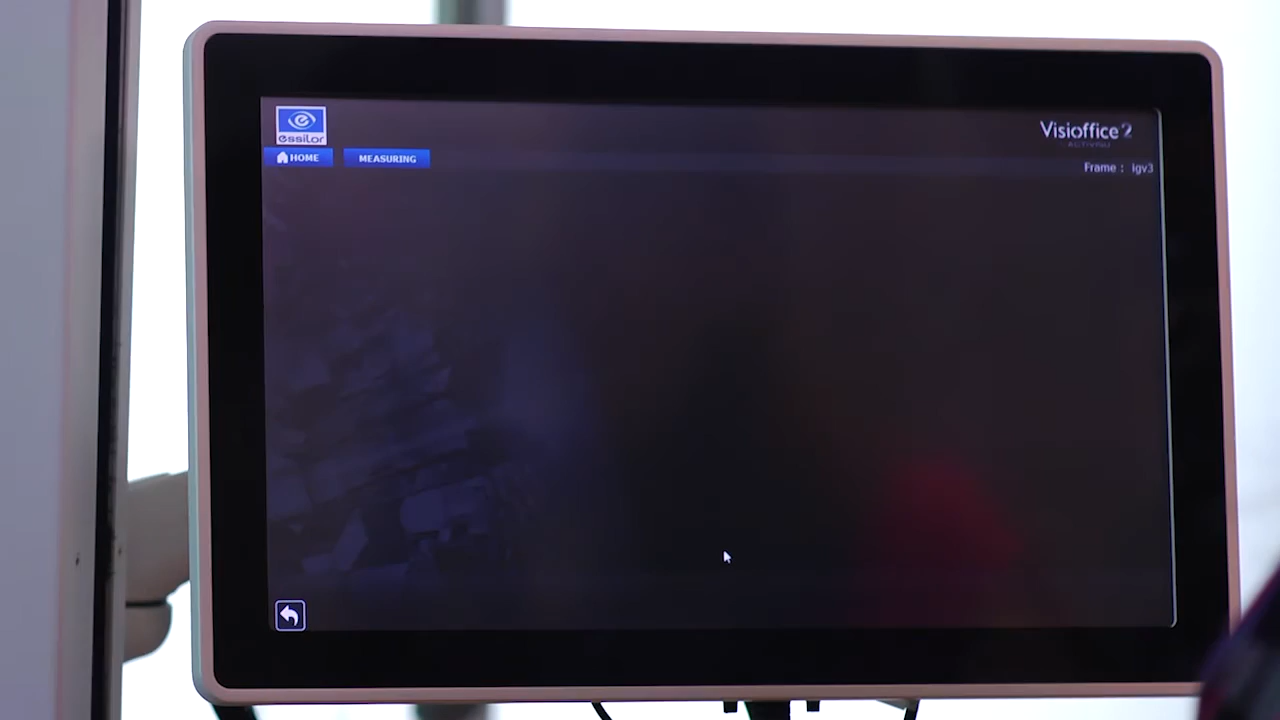 essilor
Visioffice 2
HOME
MEASURING
Frame : igv3